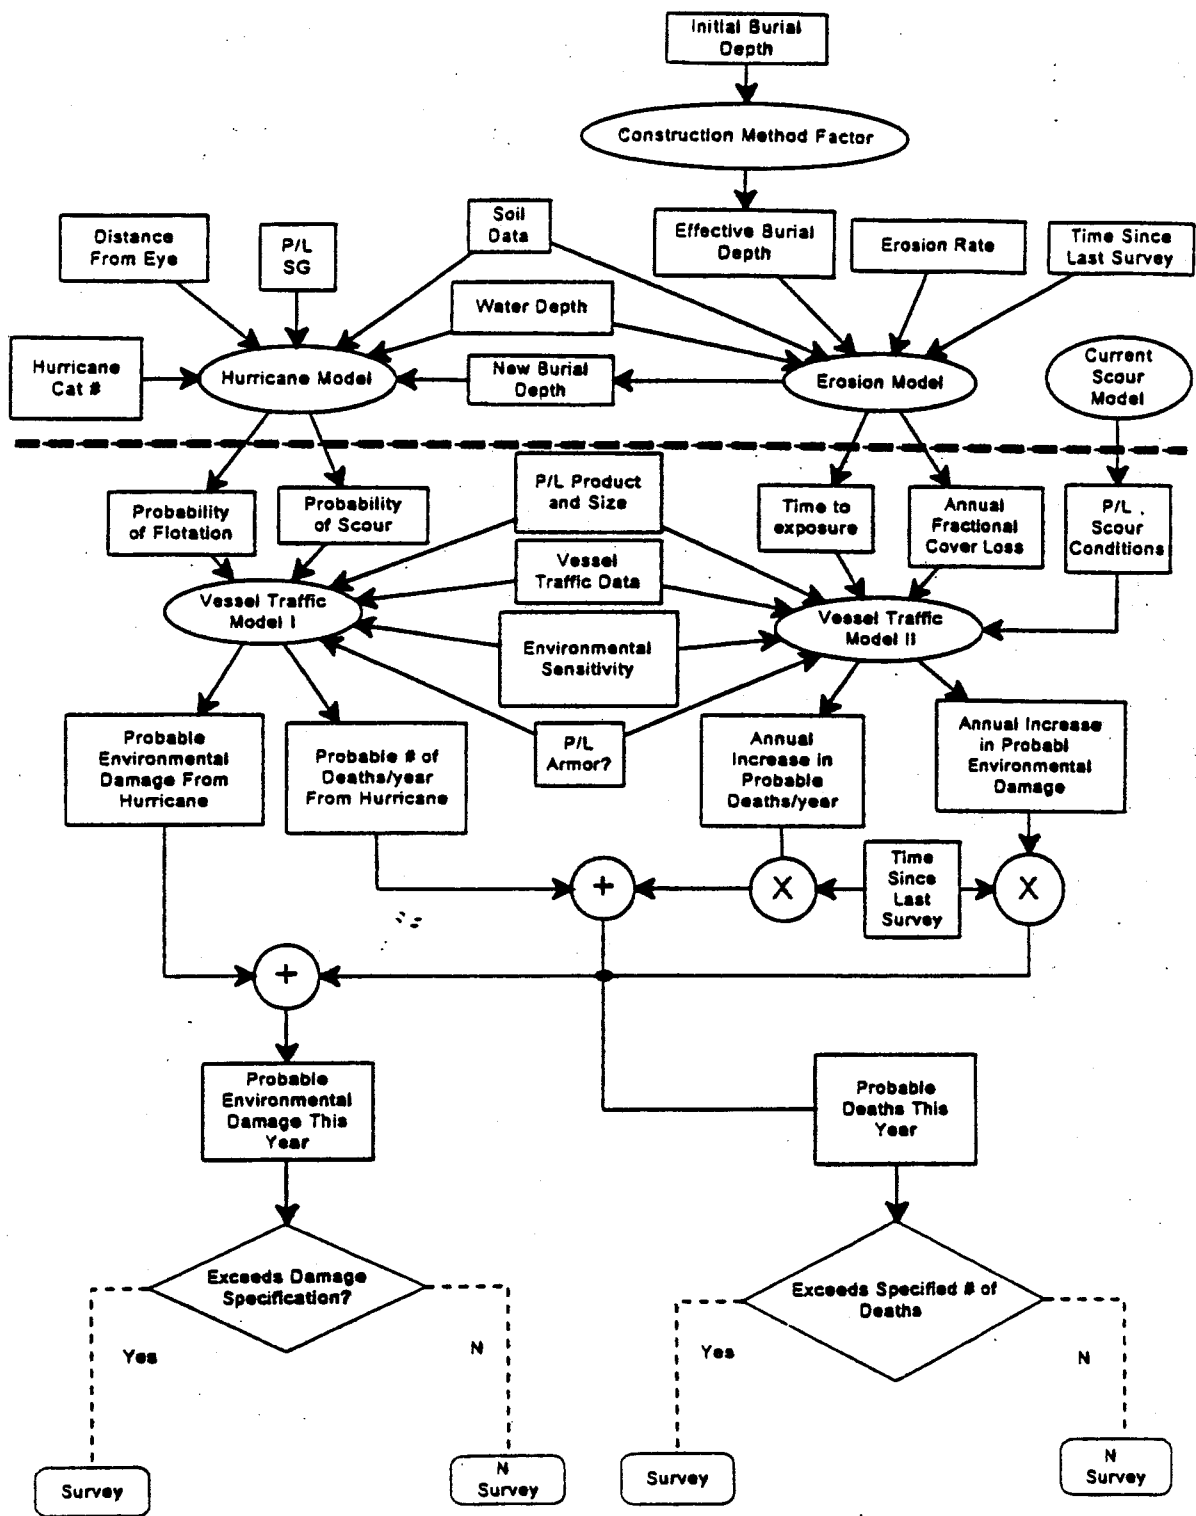 Initial Burial
Depth
Construction Method Factor
Distance
From Eye
P/L
SG
Soil
Data
Effective Burial
Depth
Erosion Rate
Time Since
Last Survey
Water Depth
Hurricane
Cat #
Hurricane Model
New Burial
Depth
Erosion Model
Current
Scour
Model
Probability
of Flotation
Probability
of Scour
P/L Product
and Size
Time to
exposure
Annual
Fractional
Cover Loss
P/L
Scour
Conditions
Vessel
Traffic Data
Vessel Traffic
Model I
Vessel Traffic
Model II
Environmental
Sensitivity
Probable
Environmental
Damage From
Hurricane
Probable # of
Deaths/year
From Hurricane
P/L
Armor?
Annual
Increase in
Probable
Deaths/year
Annual Increase
in Probabl
Environmental
Damage
+
X
Time
Since
Last
Survey
X
+
Probable
Environmental
Damage This
Year
Probable
Deaths This
Year
Exceeds Damage
Specification?
Exceeds Specified # of
Deaths
Yes
N
Yes
N
Survey
N
Survey
Survey
N
Survey